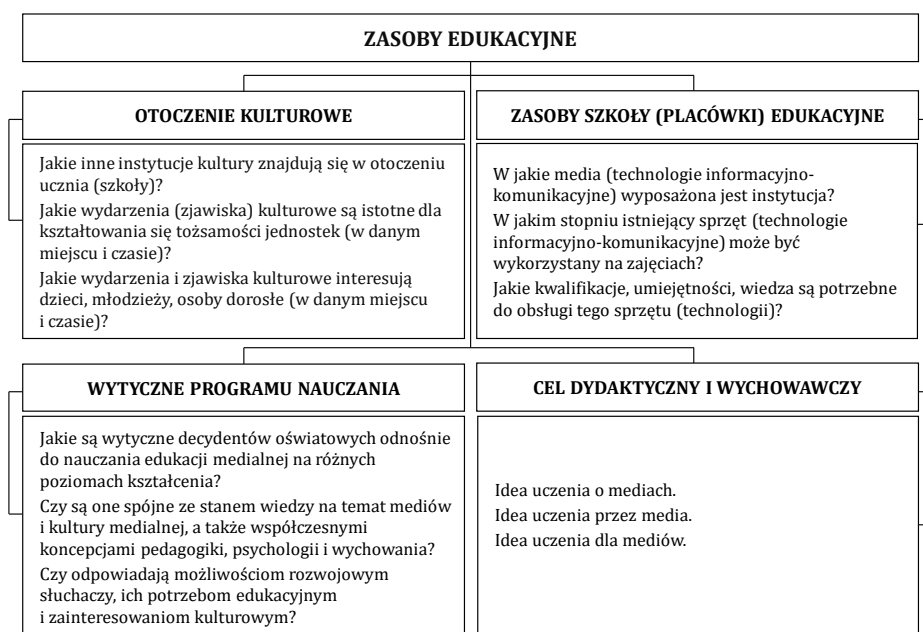 ZASOBY EDUKACYJNE
OTOCZENIE KULTUROWE
Jakie inne instytucje kultury znajdują się w otoczeniu
ucznia (szkoły)?
Jakie wydarzenia (zjawiska) kulturowe są istotne dla
kształtowania się tożsamości jednostek (w danym
miejscu i czasie)?
Jakie wydarzenia i zjawiska kulturowe interesują
dzieci, młodzieży, osoby dorosłe (w danym miejscu
i czasie)?
ZASOBY SZKOŁY (PLACÓWKI) EDUKACYJNE
W jakie media (technologie informacyjno-
komunikacyjne) wyposażona jest instytucja?
W jakim stopniu istniejący sprzęt (technologie
informacyjno-komunikacyjne) może być
wykorzystany na zajęciach?
Jakie kwalifikacje, umiejętności, wiedza są potrzebne
do obsługi tego sprzętu (technologii)?
WYTYCZNE PROGRAMU NAUCZANIA
Jakie są wytyczne decydentów oświatowych odnośnie
do nauczania edukacji medialnej na różnych
poziomach kształcenia?
Czy są one spójne ze stanem wiedzy na temat mediów
i kultury medialnej, a także współczesnymi
koncepcjami pedagogiki, psychologii i wychowania?
Czy odpowiadają możliwościom rozwojowym
słuchaczy, ich potrzebom edukacyjnym
i zainteresowaniom kulturowym?
CEL DYDAKTYCZNY I WYCHOWAWCZY
Idea uczenia o mediach.
Idea uczenia przez media.
Idea uczenia dla mediów.